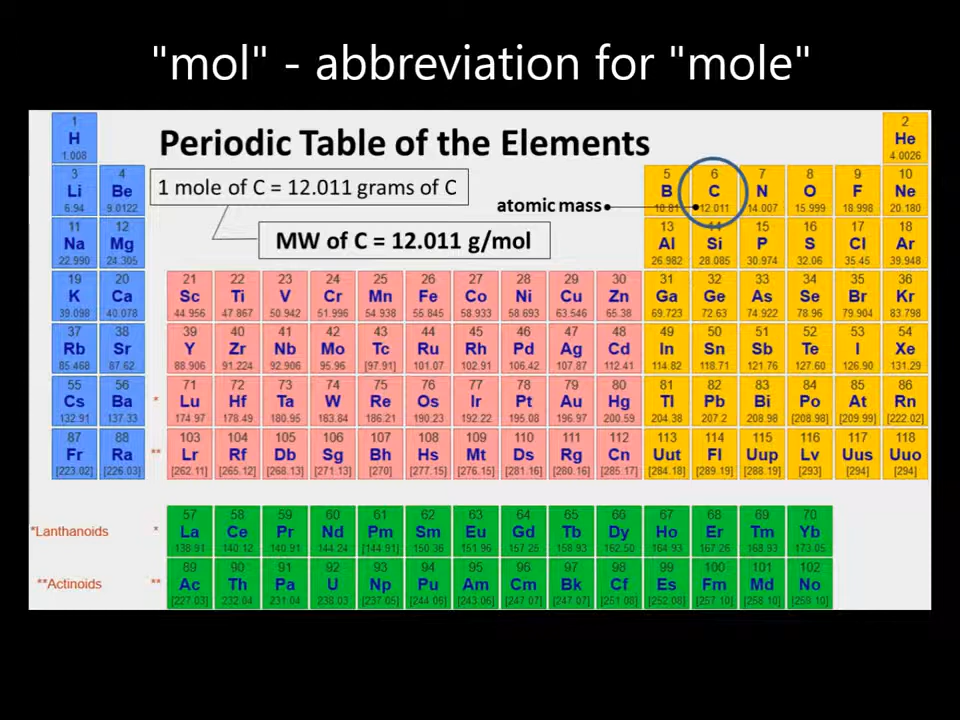 "mol" - abbreviation for "mole"
Periodic Table of the Elements
1 mole of C = 12.011 grams of C
MW of C = 12.011 g/mol
atomic mass
1 2
H He
1.008 4.0026
3 4 5 6 7 8 9 10
Li Be B C N O F Ne
6.94 9.0122 10.81 12.011 14.007 15.999 18.998 20.180
11 12 13 14 15 16 17 18
Na Mg Al Si P S Cl Ar
22.990 24.305 26.982 28.085 30.974 32.06 35.45 39.948
19 20 21 22 23 24 25 26 27 28 29 30 31 32 33 34 35 36
K Ca Sc Ti V Cr Mn Fe Co Ni Cu Zn Ga Ge As Se Br Kr
39.098 40.078 44.956 47.867 50.942 51.996 54.938 55.845 58.933 58.693 63.546 65.38 69.723 72.63 74.922 78.96 79.904 83.798
37 38 39 40 41 42 43 44 45 46 47 48 49 50 51 52 53 54
Rb Sr Y Zr Nb Mo Tc Ru Rh Pd Ag Cd In Sn Sb Te I Xe
85.468 87.62 88.906 91.224 92.906 95.96 [97.91] 101.07 102.91 106.42 107.87 112.41 114.82 118.71 121.76 127.60 126.90 131.29
55 56 * 71 72 73 74 75 76 77 78 79 80 81 82 83 84 85 86
Cs Ba Lu Hf Ta W Re Os Ir Pt Au Hg Tl Pb Bi Po At Rn
132.91 137.33 174.97 178.49 180.95 183.84 186.21 190.23 192.22 195.08 196.97 200.59 204.38 207.2 208.98 [208.98] [209.99] [222.02]
87 88 ** 103 104 105 106 107 108 109 110 111 112 113 114 115 116 117 118
Fr Ra Lr Rf Db Sg Bh Hs Mt Ds Rg Cn Uut Fl Uup Lv Uus Uuo
[223.02] [226.03] [262.11] [265.12] [268.13] [271.13] [270] [277.15] [276.15] [281.16] [280.16] [285.17] [284.18] [289.19] [288.19] [293] [294] [294]
57 58 59 60 61 62 63 64 65 66 67 68 69 70
*Lanthanoids * La Ce Pr Nd Pm Sm Eu Gd Tb Dy Ho Er Tm Yb
138.91 140.12 140.91 144.24 [144.91] 150.36 151.96 157.25 158.93 162.50 164.93 167.26 168.93 173.05
89 90 91 92 93 94 95 96 97 98 99 100 101 102
**Actinoids ** Ac Th Pa U Np Pu Am Cm Bk Cf Es Fm Md No
[227.03] 232.04 231.04 238.03 [237.05] [244.06] [243.06] [247.07] [247.07] [251.08] [252.08] [257.10] [258.10] [259.10]